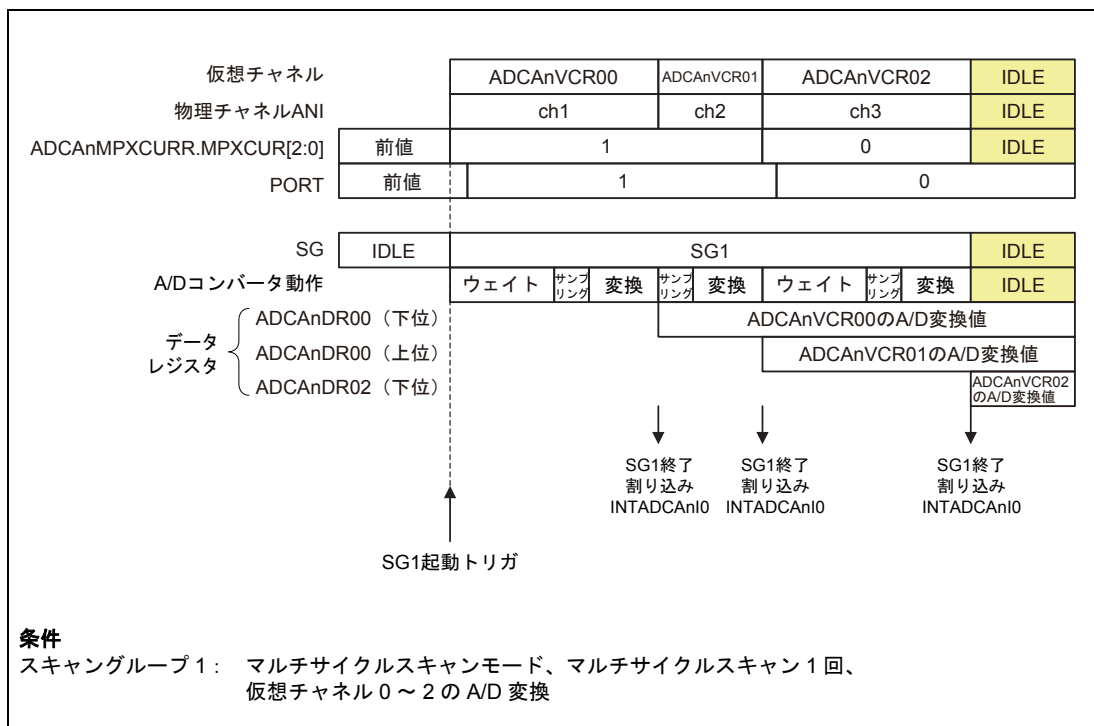 仮想チャネル ADCAnVCR00 ADCAnVCR01 ADCAnVCR02 IDLE
物理チャネルANI ch1 ch2 ch3 IDLE
ADCAnMPXCURR.MPXCUR[2:0] 前値 1 0 IDLE
PORT 前値 1 0
SG IDLE SG1 IDLE
A/Dコンバータ動作 ウェイト サンプリング 変換 サンプリング 変換 ウェイト サンプリング 変換 IDLE
データ
レジスタ
ADCAnDR00（下位） ADCAnVCR00のA/D変換値
ADCAnDR00（上位） ADCAnVCR01のA/D変換値
ADCAnDR02（下位） ADCAnVCR02
のA/D変換値
SG1終了
割り込み
INTADCAnI0
SG1終了
割り込み
INTADCAnI0
SG1終了
割り込み
INTADCAnI0
SG1起動トリガ
条件
スキャングループ 1： マルチサイクルスキャンモード、マルチサイクルスキャン 1 回、
仮想チャネル 0 ～ 2 の A/D 変換